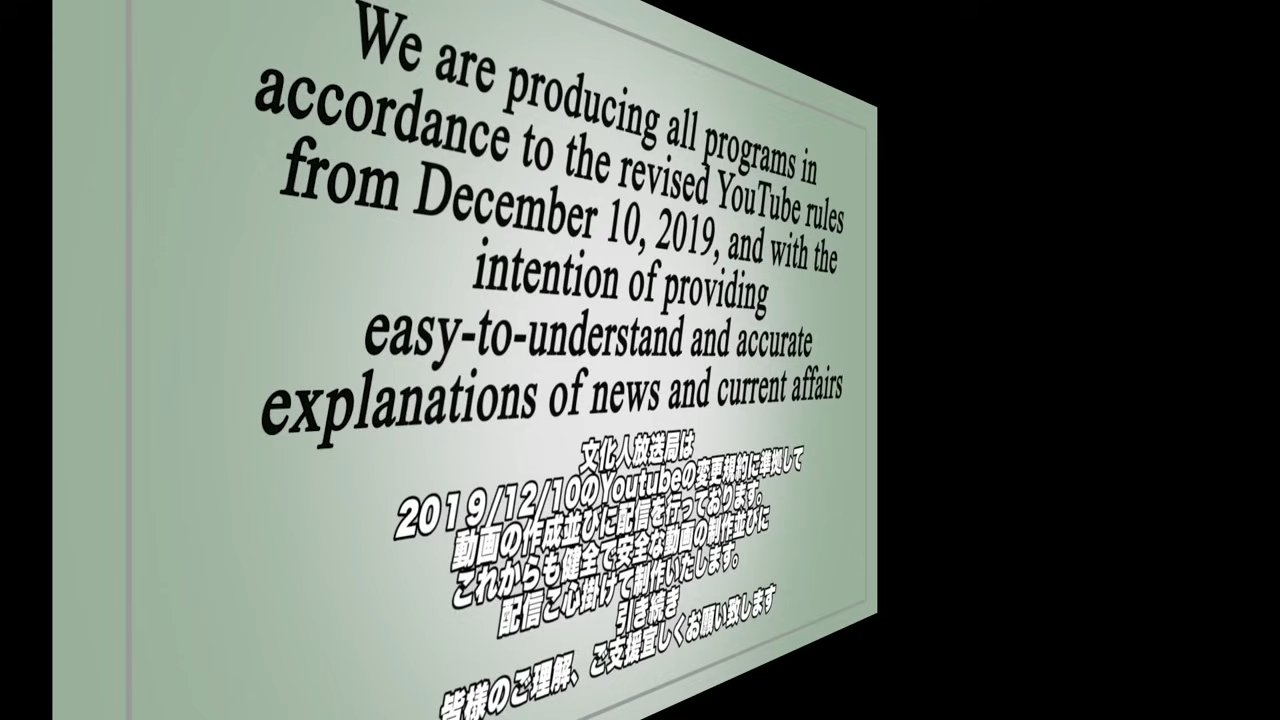 We are producing all programs in
accordance to the revised YouTube rules
from December 10, 2019, and with the
intention of providing
easy-to-understand and accurate
explanations of news and current affairs
文化人放送局は
2019/12/10のYoutubeの変更規約に準拠して
動画の作成並びに配信を行っております。
これからも健全で安全な動画の制作並びに
配信に心掛けて制作いたします。
引き続き
皆様のご理解、ご支援宜しくお願い致します